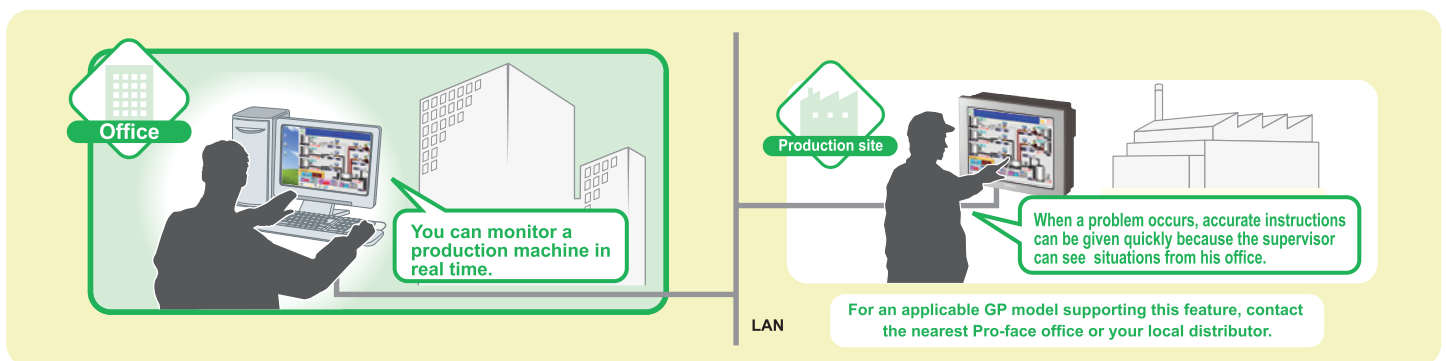 Office
You can monitor a
production machine in
real time.
LAN
Production site
When a problem occurs, accurate instructions
can be given quickly because the supervisor
can see situations from his office.
For an applicable GP model supporting this feature, contact
the nearest Pro-face office or your local distributor.